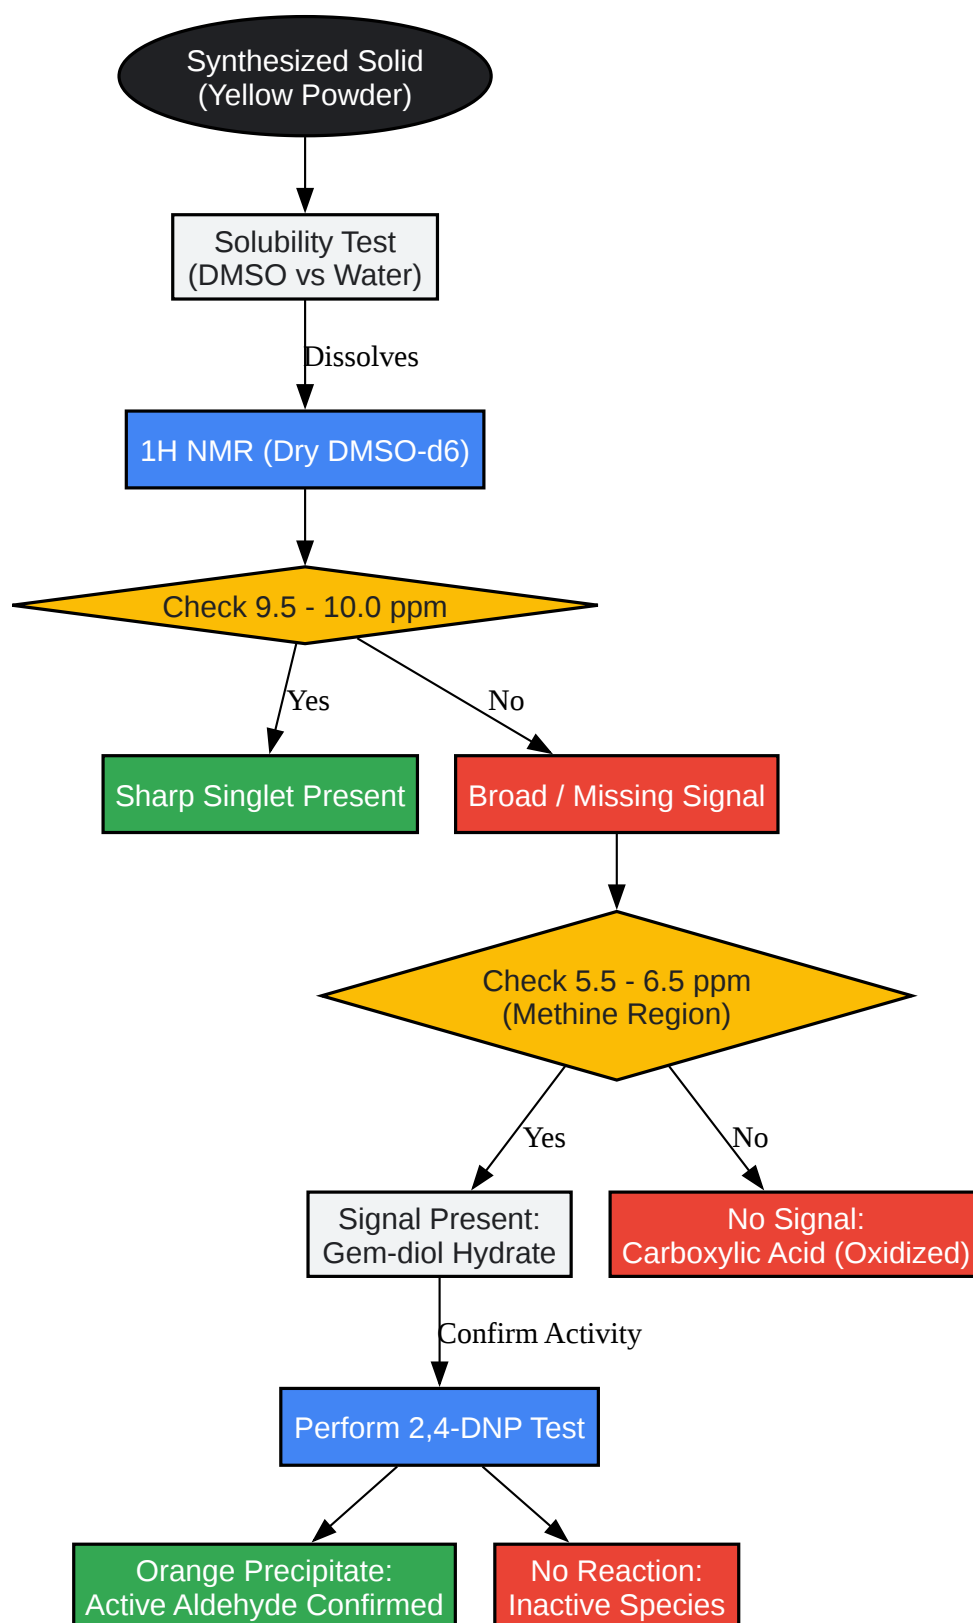 Synthesized Solid
(Yellow Powder)
Solubility Test
(DMSO vs Water)
Dissolves
1H NMR (Dry DMSO-d6)
Check 9.5 - 10.0 ppm
Yes
No
Sharp Singlet Present
Broad / Missing Signal
Check 5.5 - 6.5 ppm
(Methine Region)
Yes
No
Signal Present:
Gem-diol Hydrate
No Signal:
Carboxylic Acid (Oxidized)
Confirm Activity
Perform 2,4-DNP Test
Orange Precipitate:
Active Aldehyde Confirmed
No Reaction:
Inactive Species